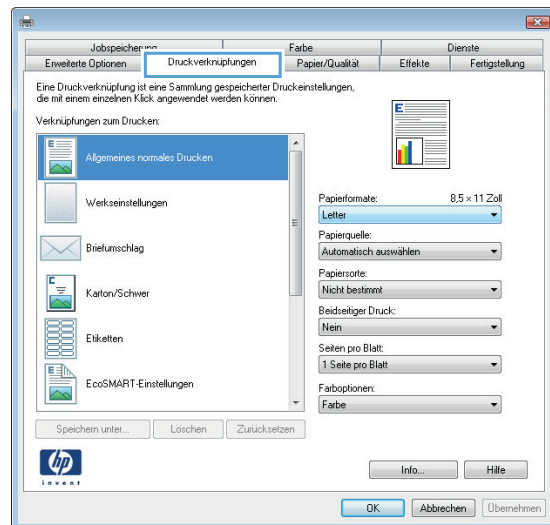 Jobspeicherung
Farbe
Dienste
Erweiterte Optionen
Druckverknüpfungen
Papier/Qualität
Effekte
Fertigstellung
Eine Druckverknüpfung ist eine Sammlung gespeicherter Druckeinstellungen,
die mit einem einzelnen Klick angewendet werden können.
Verknüpfungen zum Drucken:
E
Allgemeines normales Drucken
Werkseinstellungen
Briefumschlag
Karton/Schwer
Etiketten
EcoSMART-Einstellungen
E
Papierformate: 8,5 × 11 Zoll
Letter
Papierquelle:
Automatisch auswählen
Papiersorte:
Nicht bestimmt
Beidseitiger Druck:
Nein
Seiten pro Blatt:
1 Seite pro Blatt
Farboptionen:
Farbe
Speichern unter...
Löschen
Zurücksetzen
hp
invent
Info...
Hilfe
OK
Abbrechen
Übernehmen